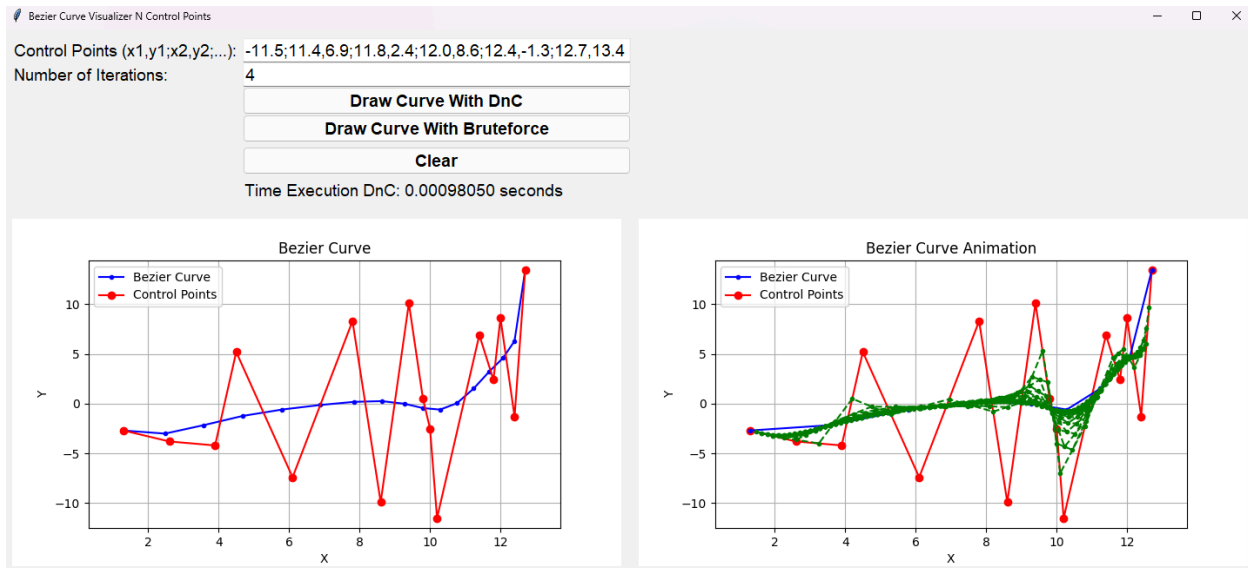 Bezier Curve Visualizer N Control Points
Control Points (x1,y1;x2,y2;...): -11.5;11.4,6.9;11.8,2.4;12.0,8.6;12.4,-1.3;12.7,13.4
Number of Iterations: 4
Draw Curve With DnC
Draw Curve With Bruteforce
Clear
Time Execution DnC: 0.00098050 seconds
Bezier Curve
Bezier Curve
Control Points
10
5
0
−5
−10
Y
2 4 6 8 10 12
X
Bezier Curve Animation
Bezier Curve
Control Points
10
5
0
−5
−10
Y
2 4 6 8 10 12
X